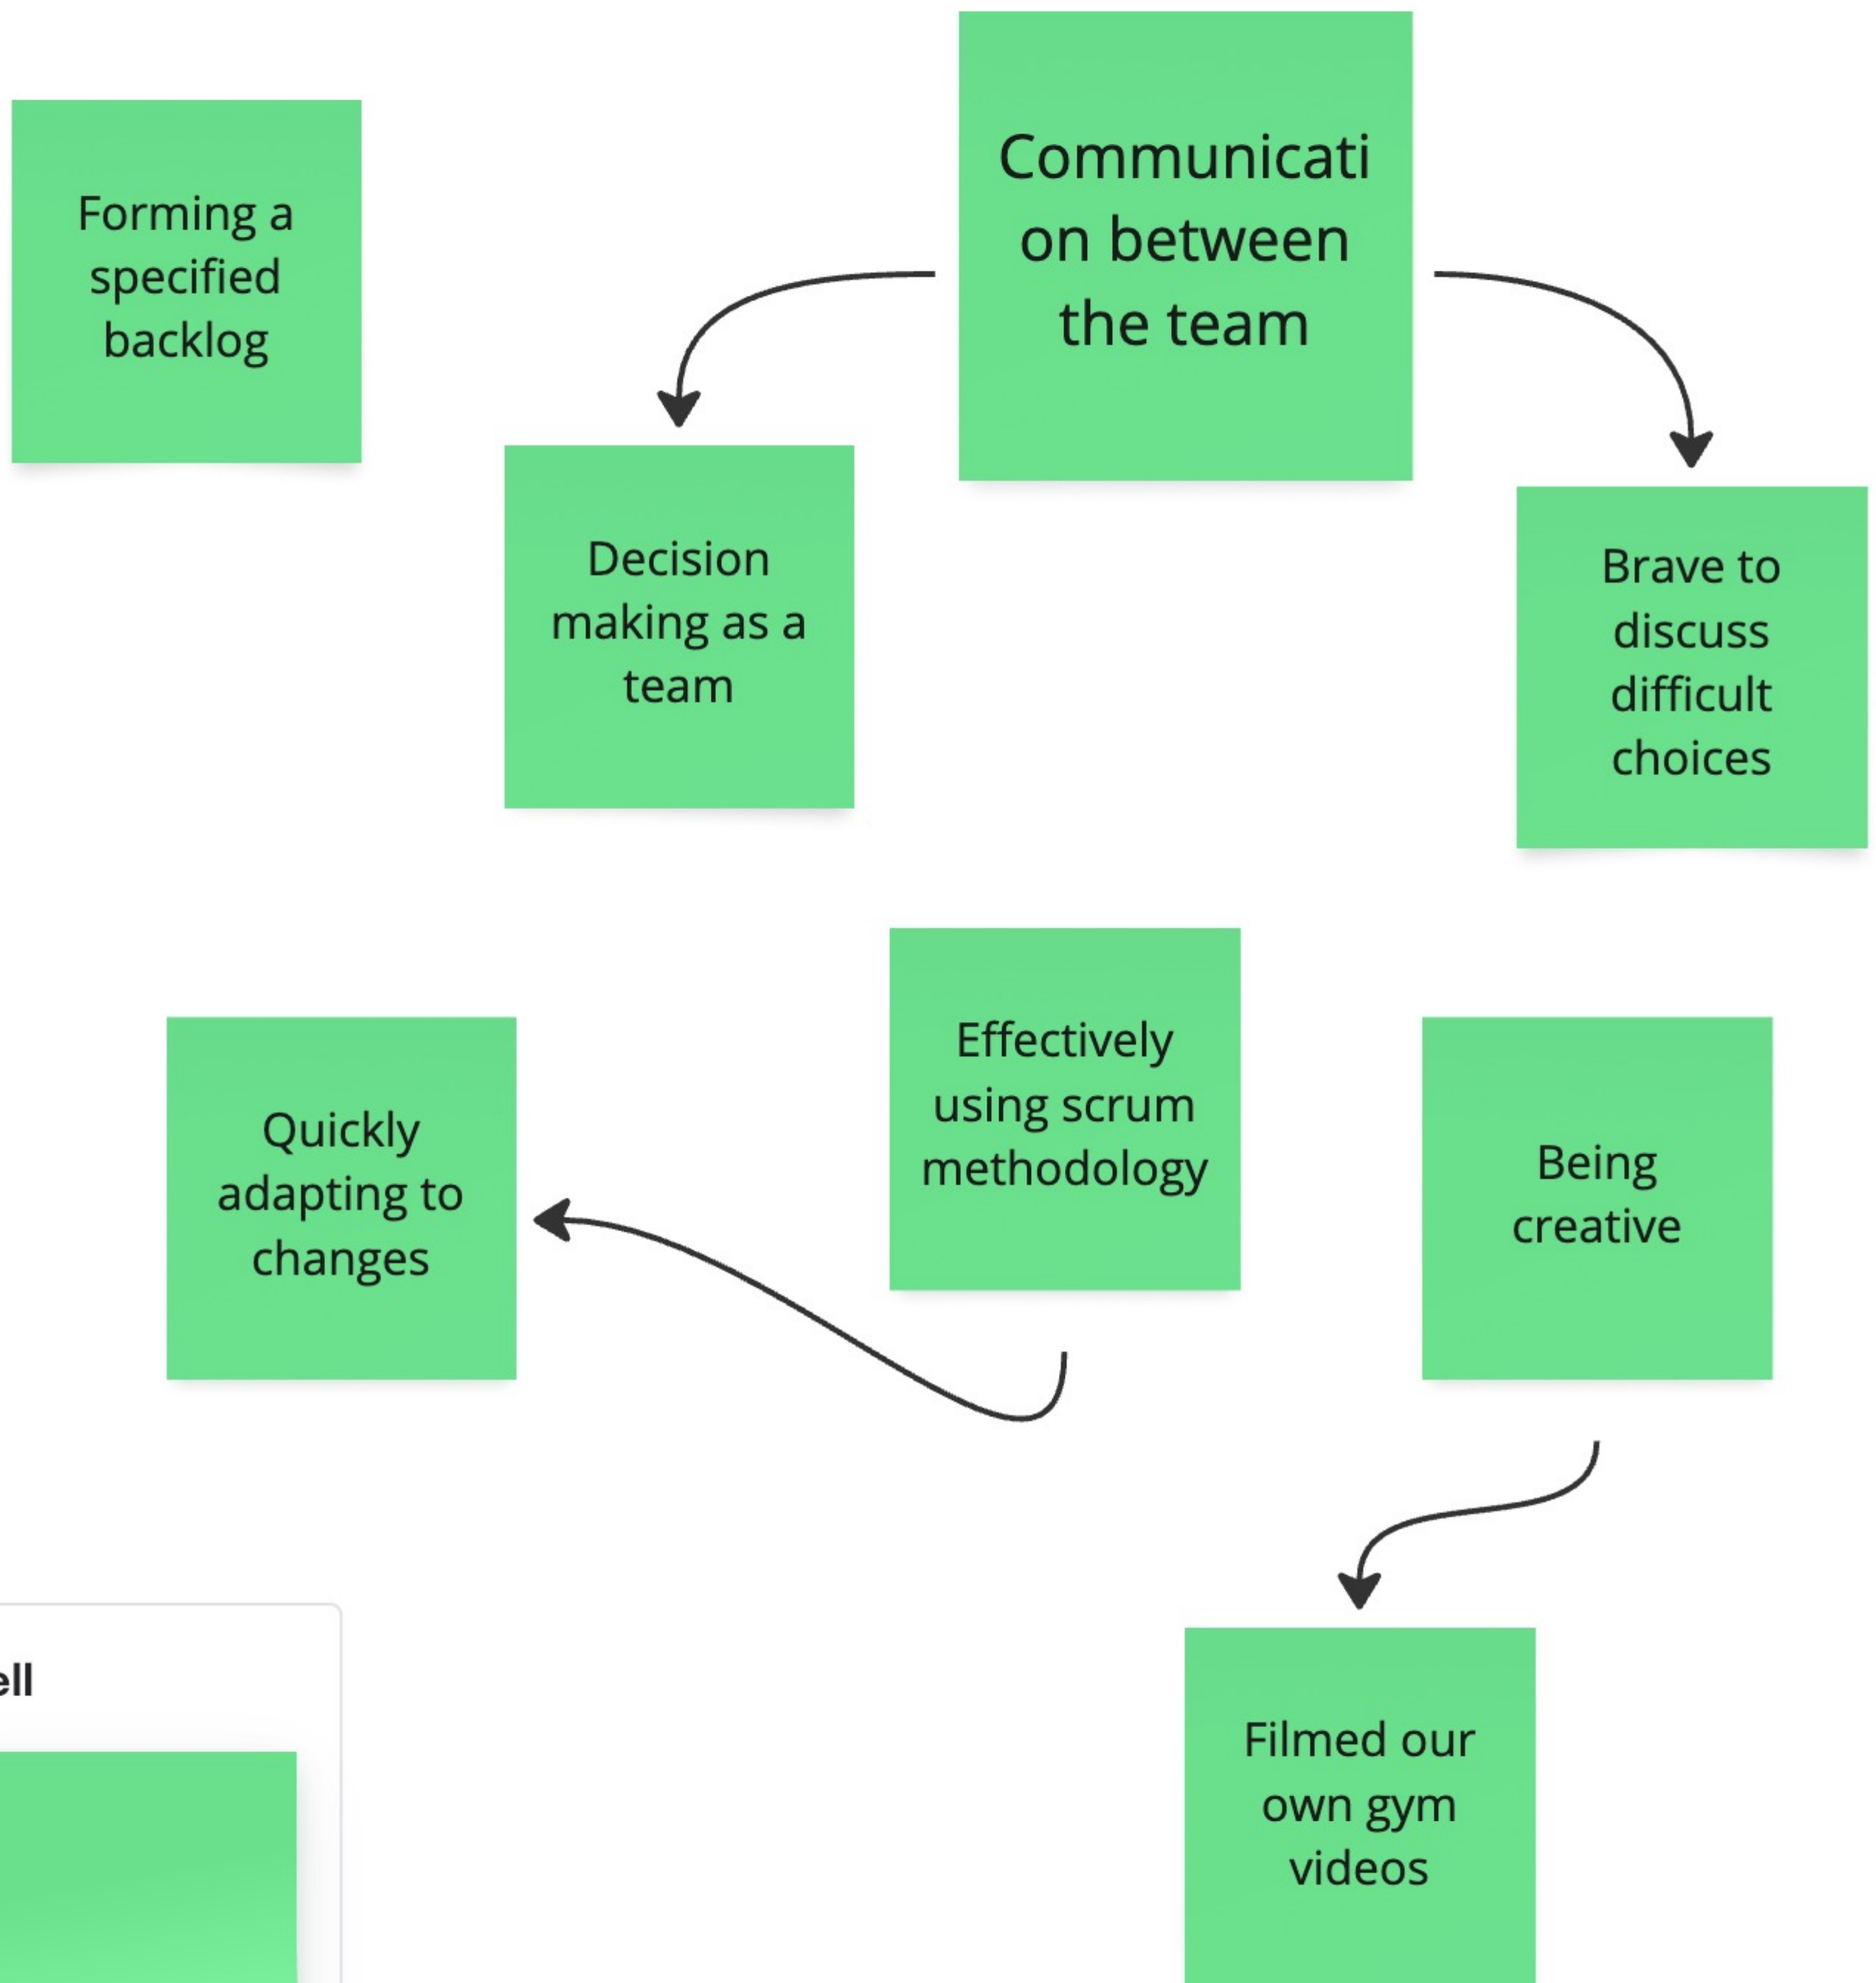 Communicati
on between
the team
Forming a
specified
backlog
Decision
making as a
team
Brave to
discuss
difficult
choices
Effectively
using scrum
methodology
Quickly
adapting to
changes
Being
creative
Filmed our
own gym
videos
ell